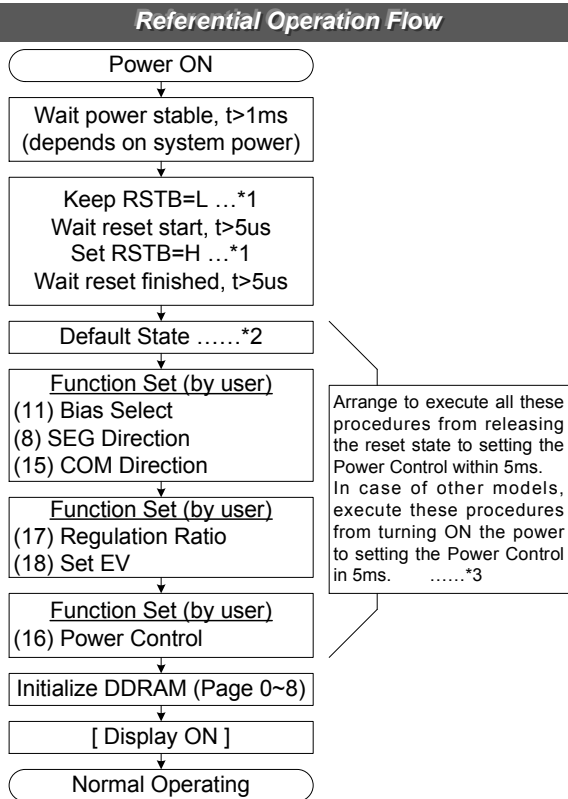 Referential Operation Flow
Power ON
Wait power stable, t>1ms
(depends on system power)
Keep RSTB=L …*1
Wait reset start, t>5us
Set RSTB=H …*1
Wait reset finished, t>5us
Default State ……*2
Function Set (by user)
(11) Bias Select
(8) SEG Direction
(15) COM Direction
Function Set (by user)
(17) Regulation Ratio
(18) Set EV
Function Set (by user)
(16) Power Control
Arrange to execute all these
procedures from releasing
the reset state to setting the
Power Control within 5ms.
In case of other models,
execute these procedures
from turning ON the power
to setting the Power Control
in 5ms. ……*3
Initialize DDRAM (Page 0~8)
[ Display ON ]
Normal Operating